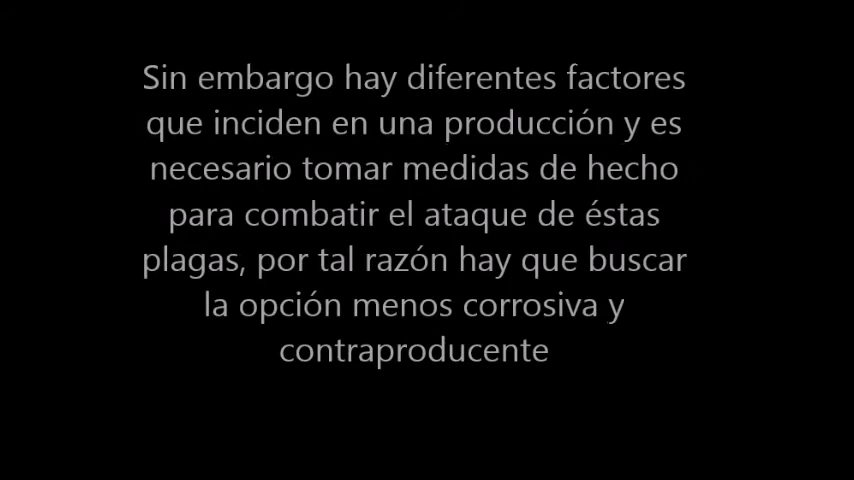 Sin embargo hay diferentes factores
que inciden en una producción y es
necesario tomar medidas de hecho
para combatir el ataque de éstas
plagas, por tal razón hay que buscar
la opción menos corrosiva y
contraproducente